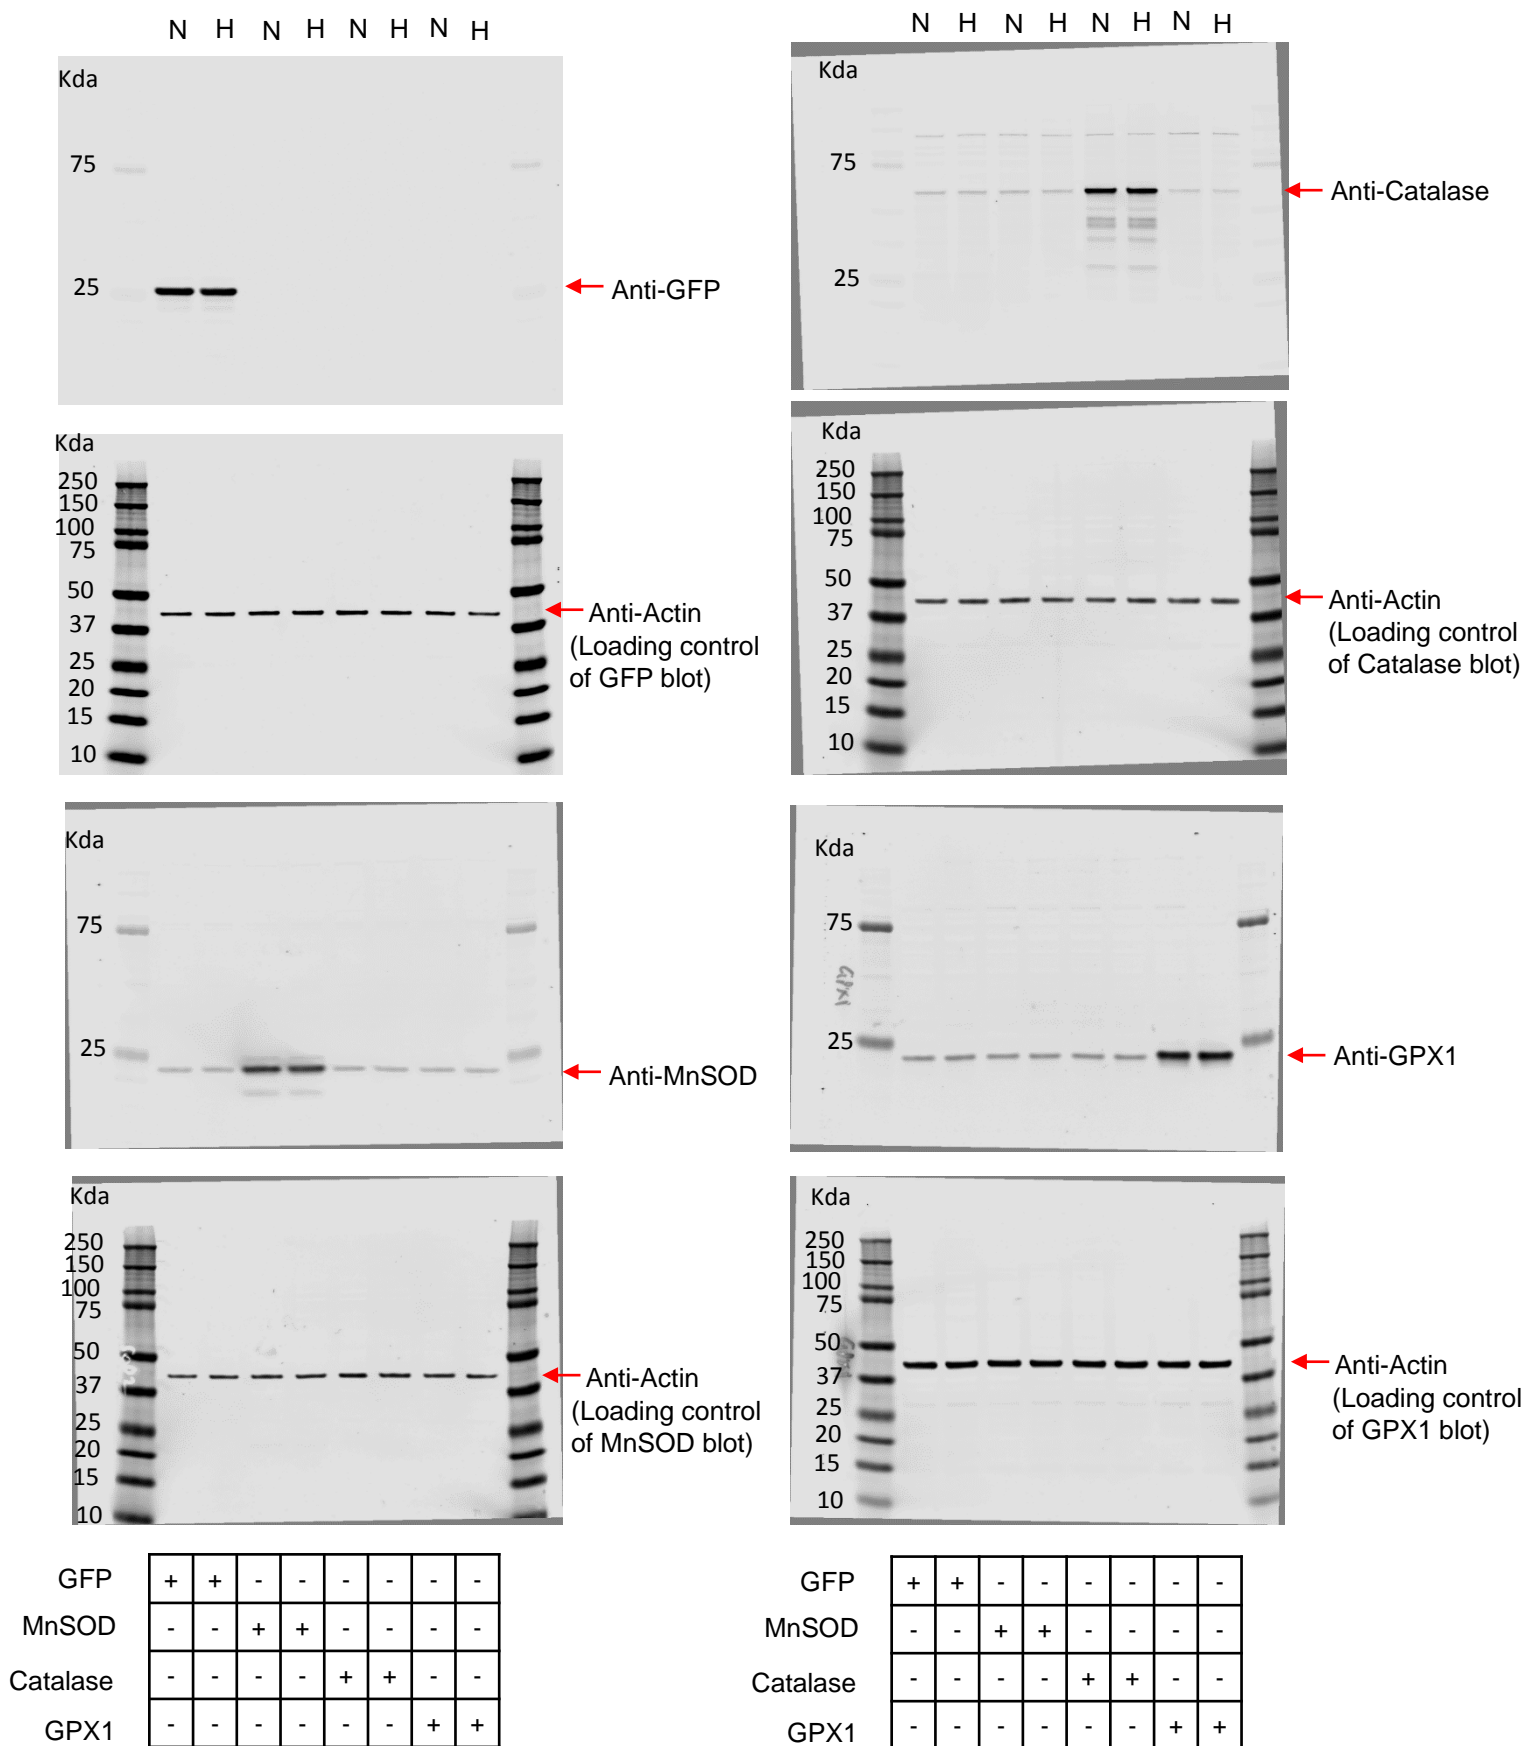 N H N H N H N H
Kda
75
25
Anti-GFP
Kda
250
150
100
75
50
37
25
20
15
10
Anti-Actin
(Loading control
of GFP blot)
Kda
75
25
Anti-MnSOD
Kda
250
150
100
75
50
37
25
20
15
10
Anti-Actin
(Loading control
of MnSOD blot)
GFP + + - - - - - -
MnSOD - - + + - - - -
Catalase - - - - + + - -
GPX1 - - - - - - + +
N H N H N H N H
Kda
75
25
Anti-Catalase
Kda
250
150
100
75
50
37
25
20
15
10
Anti-Actin
(Loading control
of Catalase blot)
Kda
75
GPX1
25
Anti-GPX1
Kda
250
150
100
75
50
37
25
20
15
10
Anti-Actin
(Loading control
of GPX1 blot)
GFP + + - - - - - -
MnSOD - - + + - - - -
Catalase - - - - + + - -
GPX1 - - - - - - + +